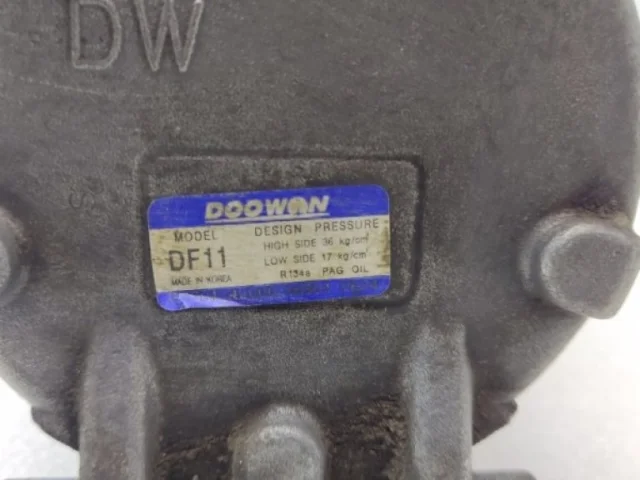 DW
DOOWON
MODEL
DF11
MADE IN KOREA
DESIGN PRESSURE
HIGH SIDE 36 kg/cm²
LOW SIDE 17 kg/cm²
R134a PAG OIL